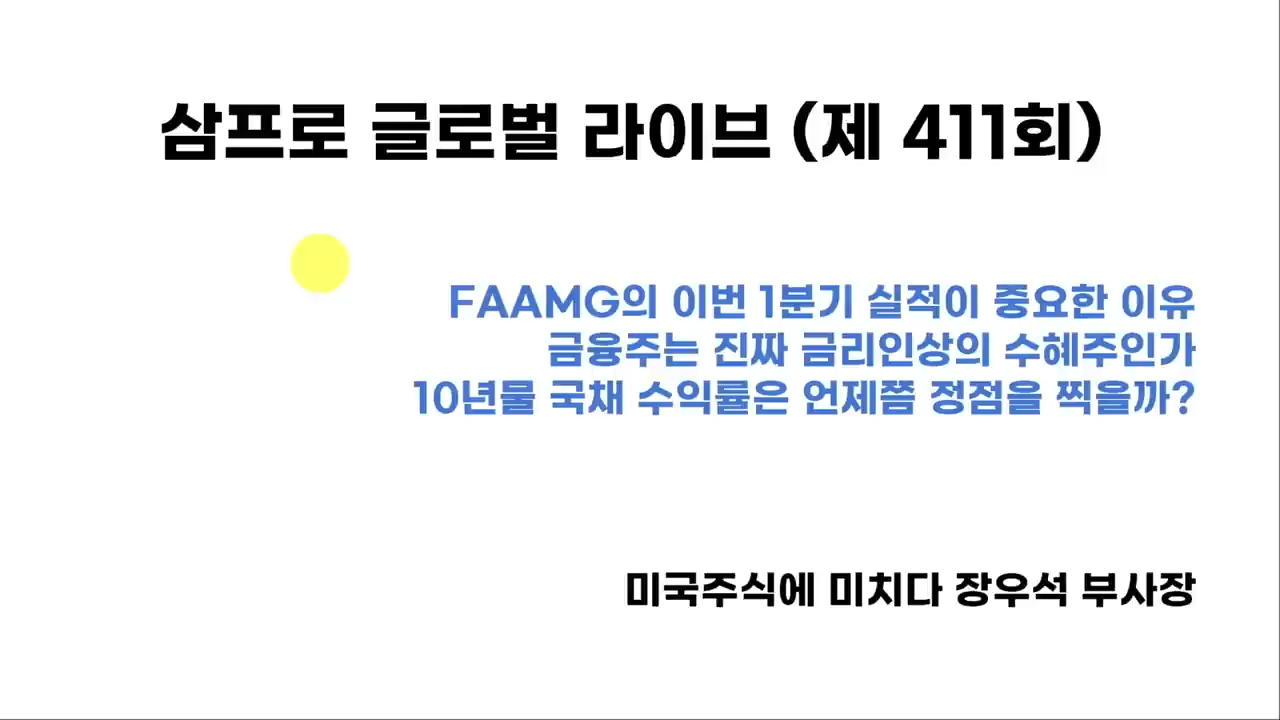 삼프로 글로벌 라이브 (제 411회)
FAAMG의 이번 1분기 실적이 중요한 이유
금융주는 진짜 금리인상의 수혜주인가
10년물 국채 수익률은 언제쯤 정점을 찍을까?
미국주식에 미치다 장우석 부사장